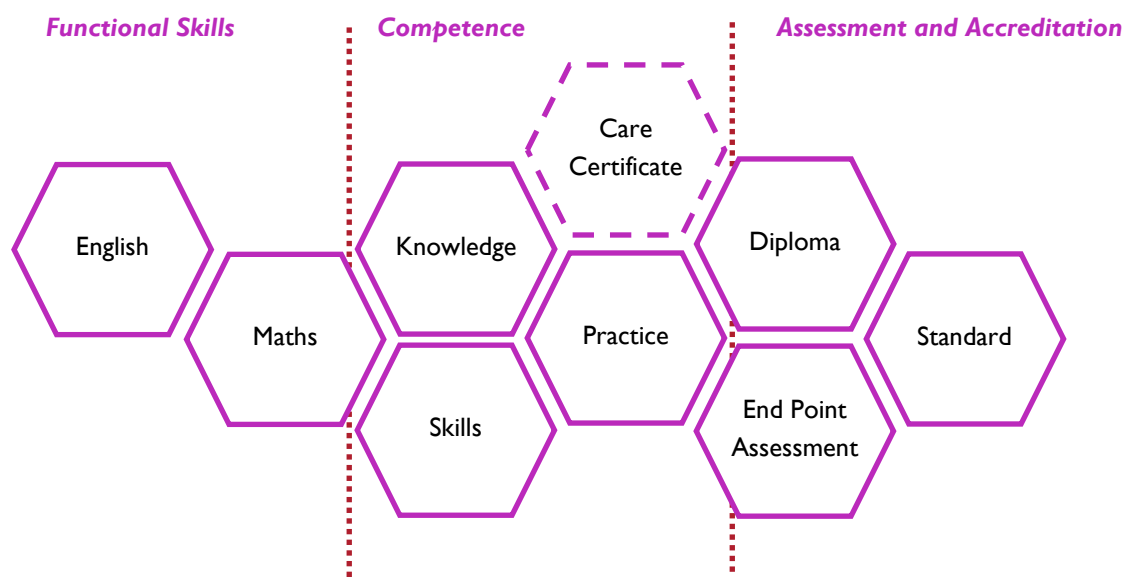 Functional Skills
Competence
Assessment and Accreditation
Care
Certificate
English
Knowledge
Diploma
Maths
Practice
Standard
Skills
End Point
Assessment